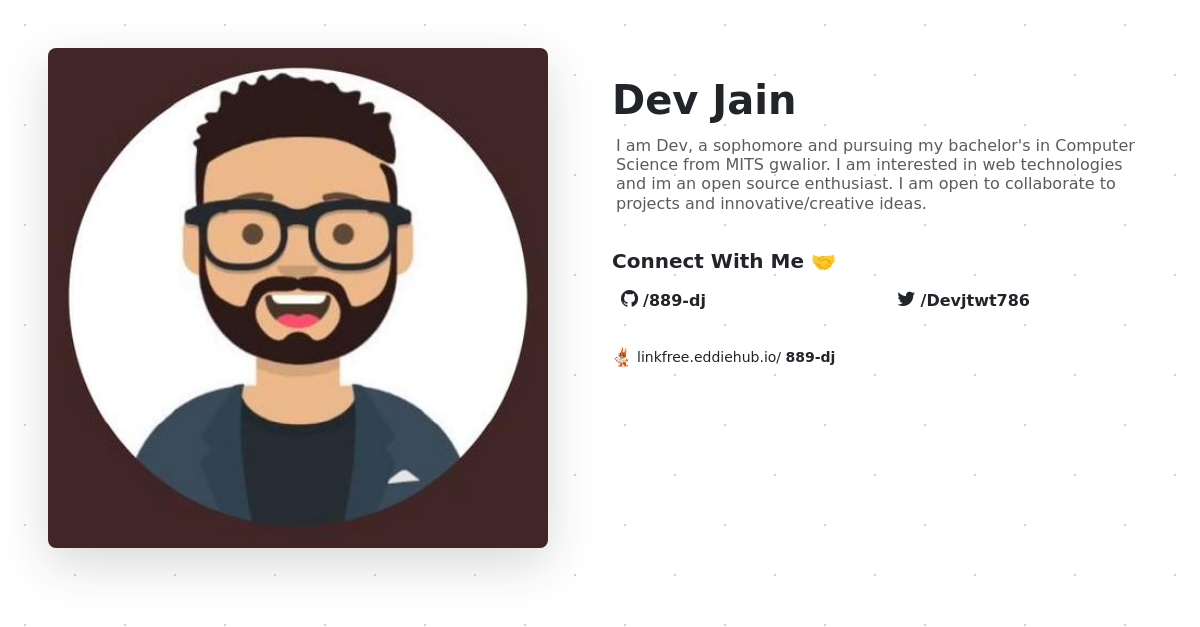 Dev Jain
I am Dev, a sophomore and pursuing my bachelor's in Computer
Science from MITS gwalior. I am interested in web technologies
and im an open source enthusiast. I am open to collaborate to
projects and innovative/creative ideas.
Connect With Me 🤝
/889-dj
/Devjtwt786
linkfree.eddiehub.io/ 889-dj